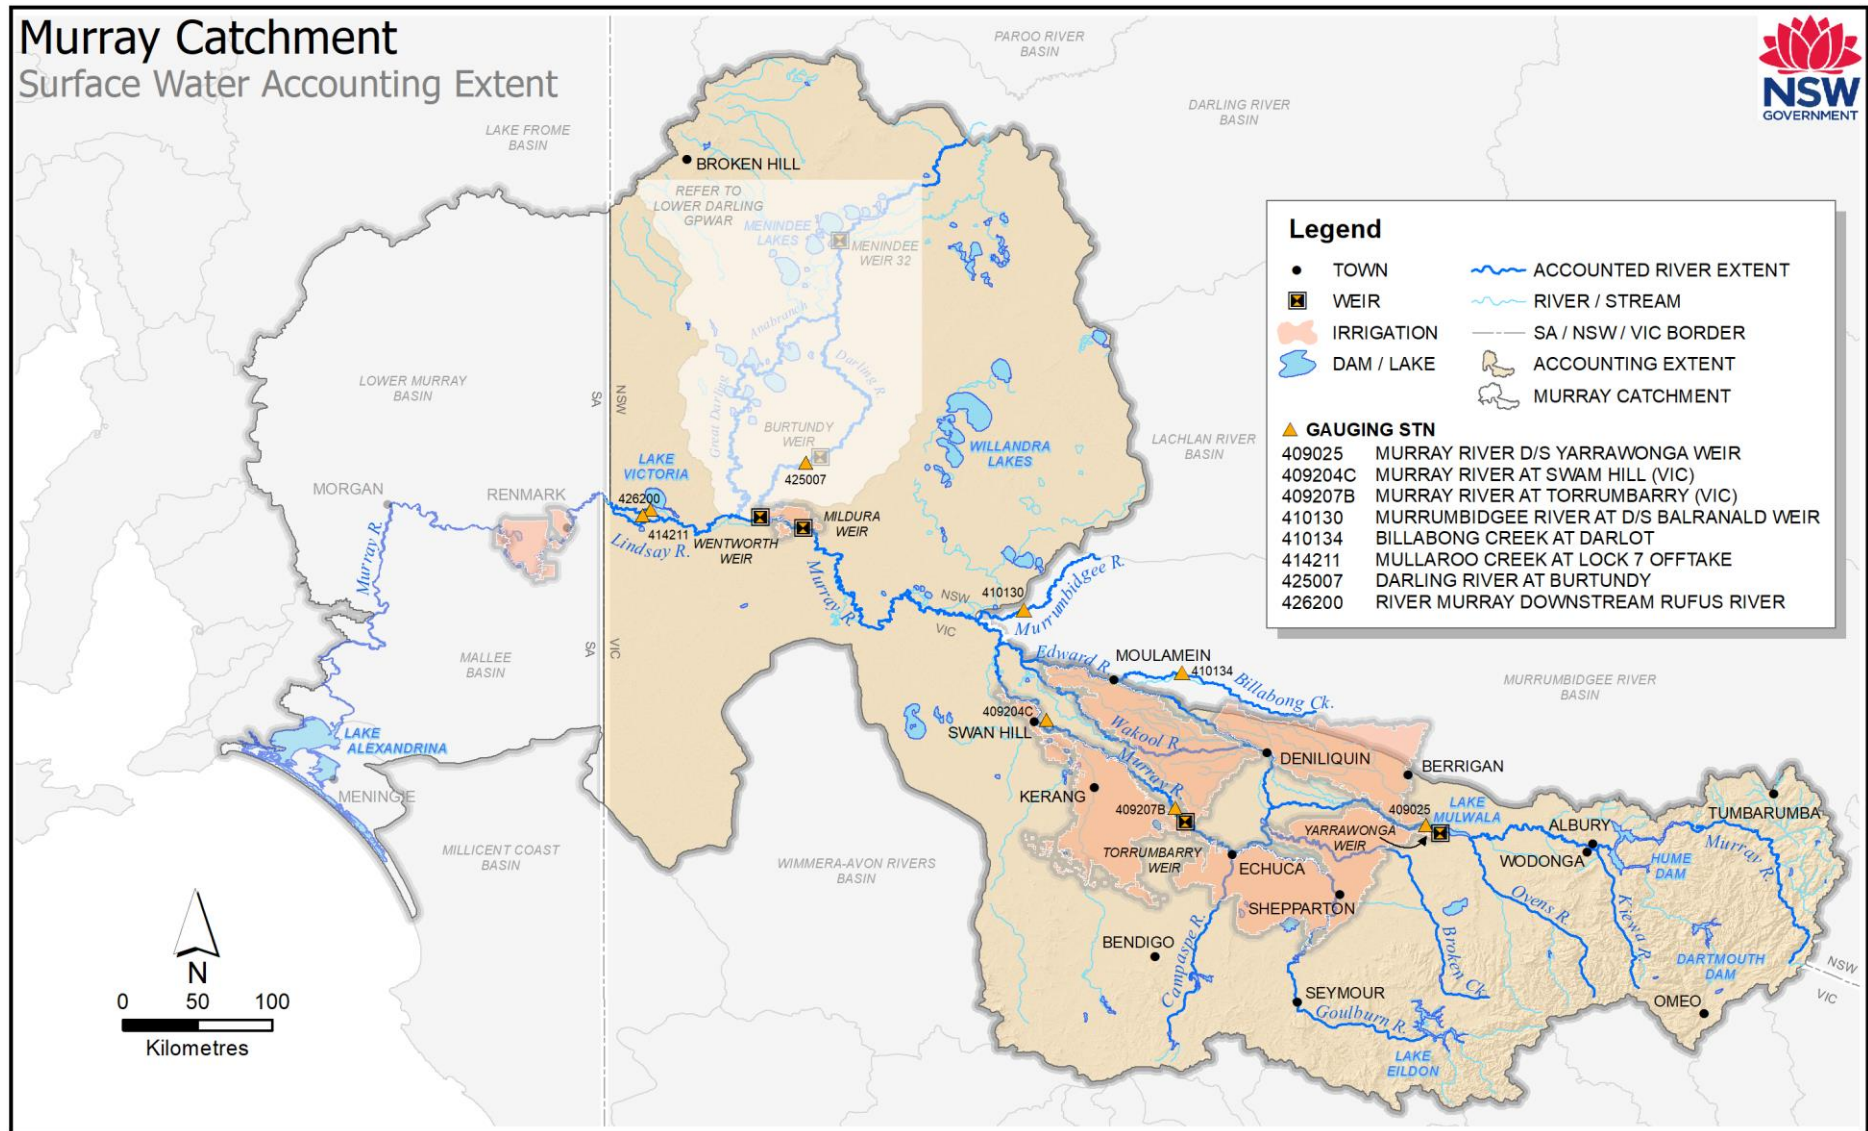 Murray Catchment
Surface Water Accounting Extent
NSW
GOVERNMENT
PAROO RIVER
BASIN
DARLING RIVER
BASIN
LAKE FROME
BASIN
BROKEN HILL
REFER TO
LOWER DARLING
GPWAR
MENINDEE
LAKES
MENINDEE
WEIR 32
Anabranch
Darling R
Great Darling
BURTUNDY
WEIR
425007
LOWER MURRAY
BASIN
SA
NSW
LAKE
VICTORIA
426200
414211
Lindsay R.
WENTWORTH
WEIR
MILDURA
WEIR
WILLANDRA
LAKES
LACHLAN RIVER
BASIN
MORGAN
RENMARK
Murray R.
Murray R.
NSW
VIC
410130
Murrumbidgee R.
SA
VIC
MALLEE
BASIN
Edward R.
MOULAMEIN
410134
Billabong Ck.
MURRUMBIDGEE RIVER
BASIN
409204C
SWAN HILL
Wakool R
Murray R.
DENILIQUIN
BERRIGAN
KERANG
409207B
TORRUMBARRY
WEIR
409025
LAKE
MULWALA
YARRAWONGA
WEIR
ALBURY
WODONGA
TUMBARUMBA
HUME
DAM
Murray R.
ECHUCA
SHEPPARTON
LAKE
ALEXANDRINA
MENINGIE
MILLICENT COAST
BASIN
WIMMERA-AVON RIVERS
BASIN
BENDIGO
Campaspe R.
Broken Ck
Ovens R.
Kiewa R.
DARTMOUTH
DAM
NSW
VIC
SEYMOUR
Goulburn R.
LAKE
EILDON
OMEO
N
0 50 100
Kilometres
Legend
TOWN
WEIR
IRRIGATION
DAM / LAKE
ACCOUNTED RIVER EXTENT
RIVER / STREAM
SA / NSW / VIC BORDER
ACCOUNTING EXTENT
MURRAY CATCHMENT
GAUGING STN
409025 MURRAY RIVER D/S YARRAWONGA WEIR
409204C MURRAY RIVER AT SWAM HILL (VIC)
409207B MURRAY RIVER AT TORRUMBARRY (VIC)
410130 MURRUMBIDGEE RIVER AT D/S BALRANALD WEIR
410134 BILLABONG CREEK AT DARLOT
414211 MULLAROO CREEK AT LOCK 7 OFFTAKE
425007 DARLING RIVER AT BURTUNDY
426200 RIVER MURRAY DOWNSTREAM RUFUS RIVER